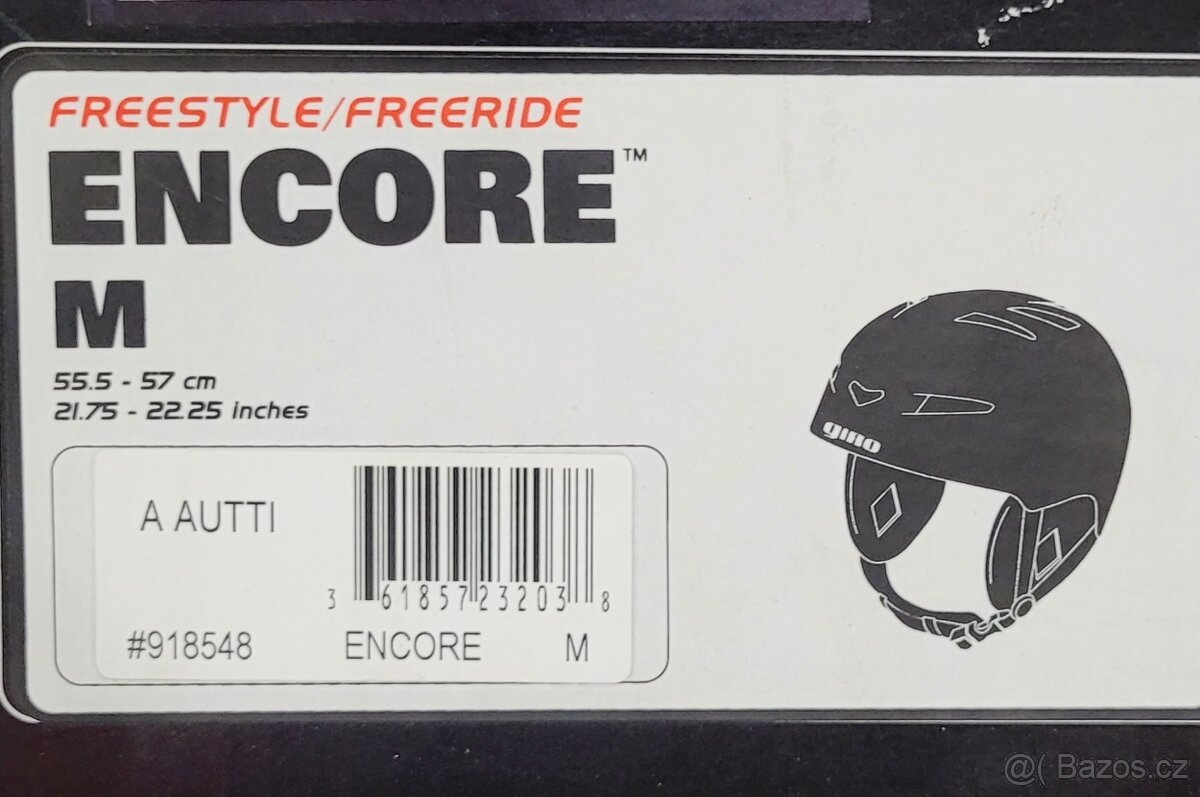 FREESTYLE/FREERIDE
ENCORE™
M
55.5 - 57 cm
21.75 - 22.25 inches
giro
A AUTTI
3 61857 23203 8
#918548 ENCORE M
@( Bazos.cz